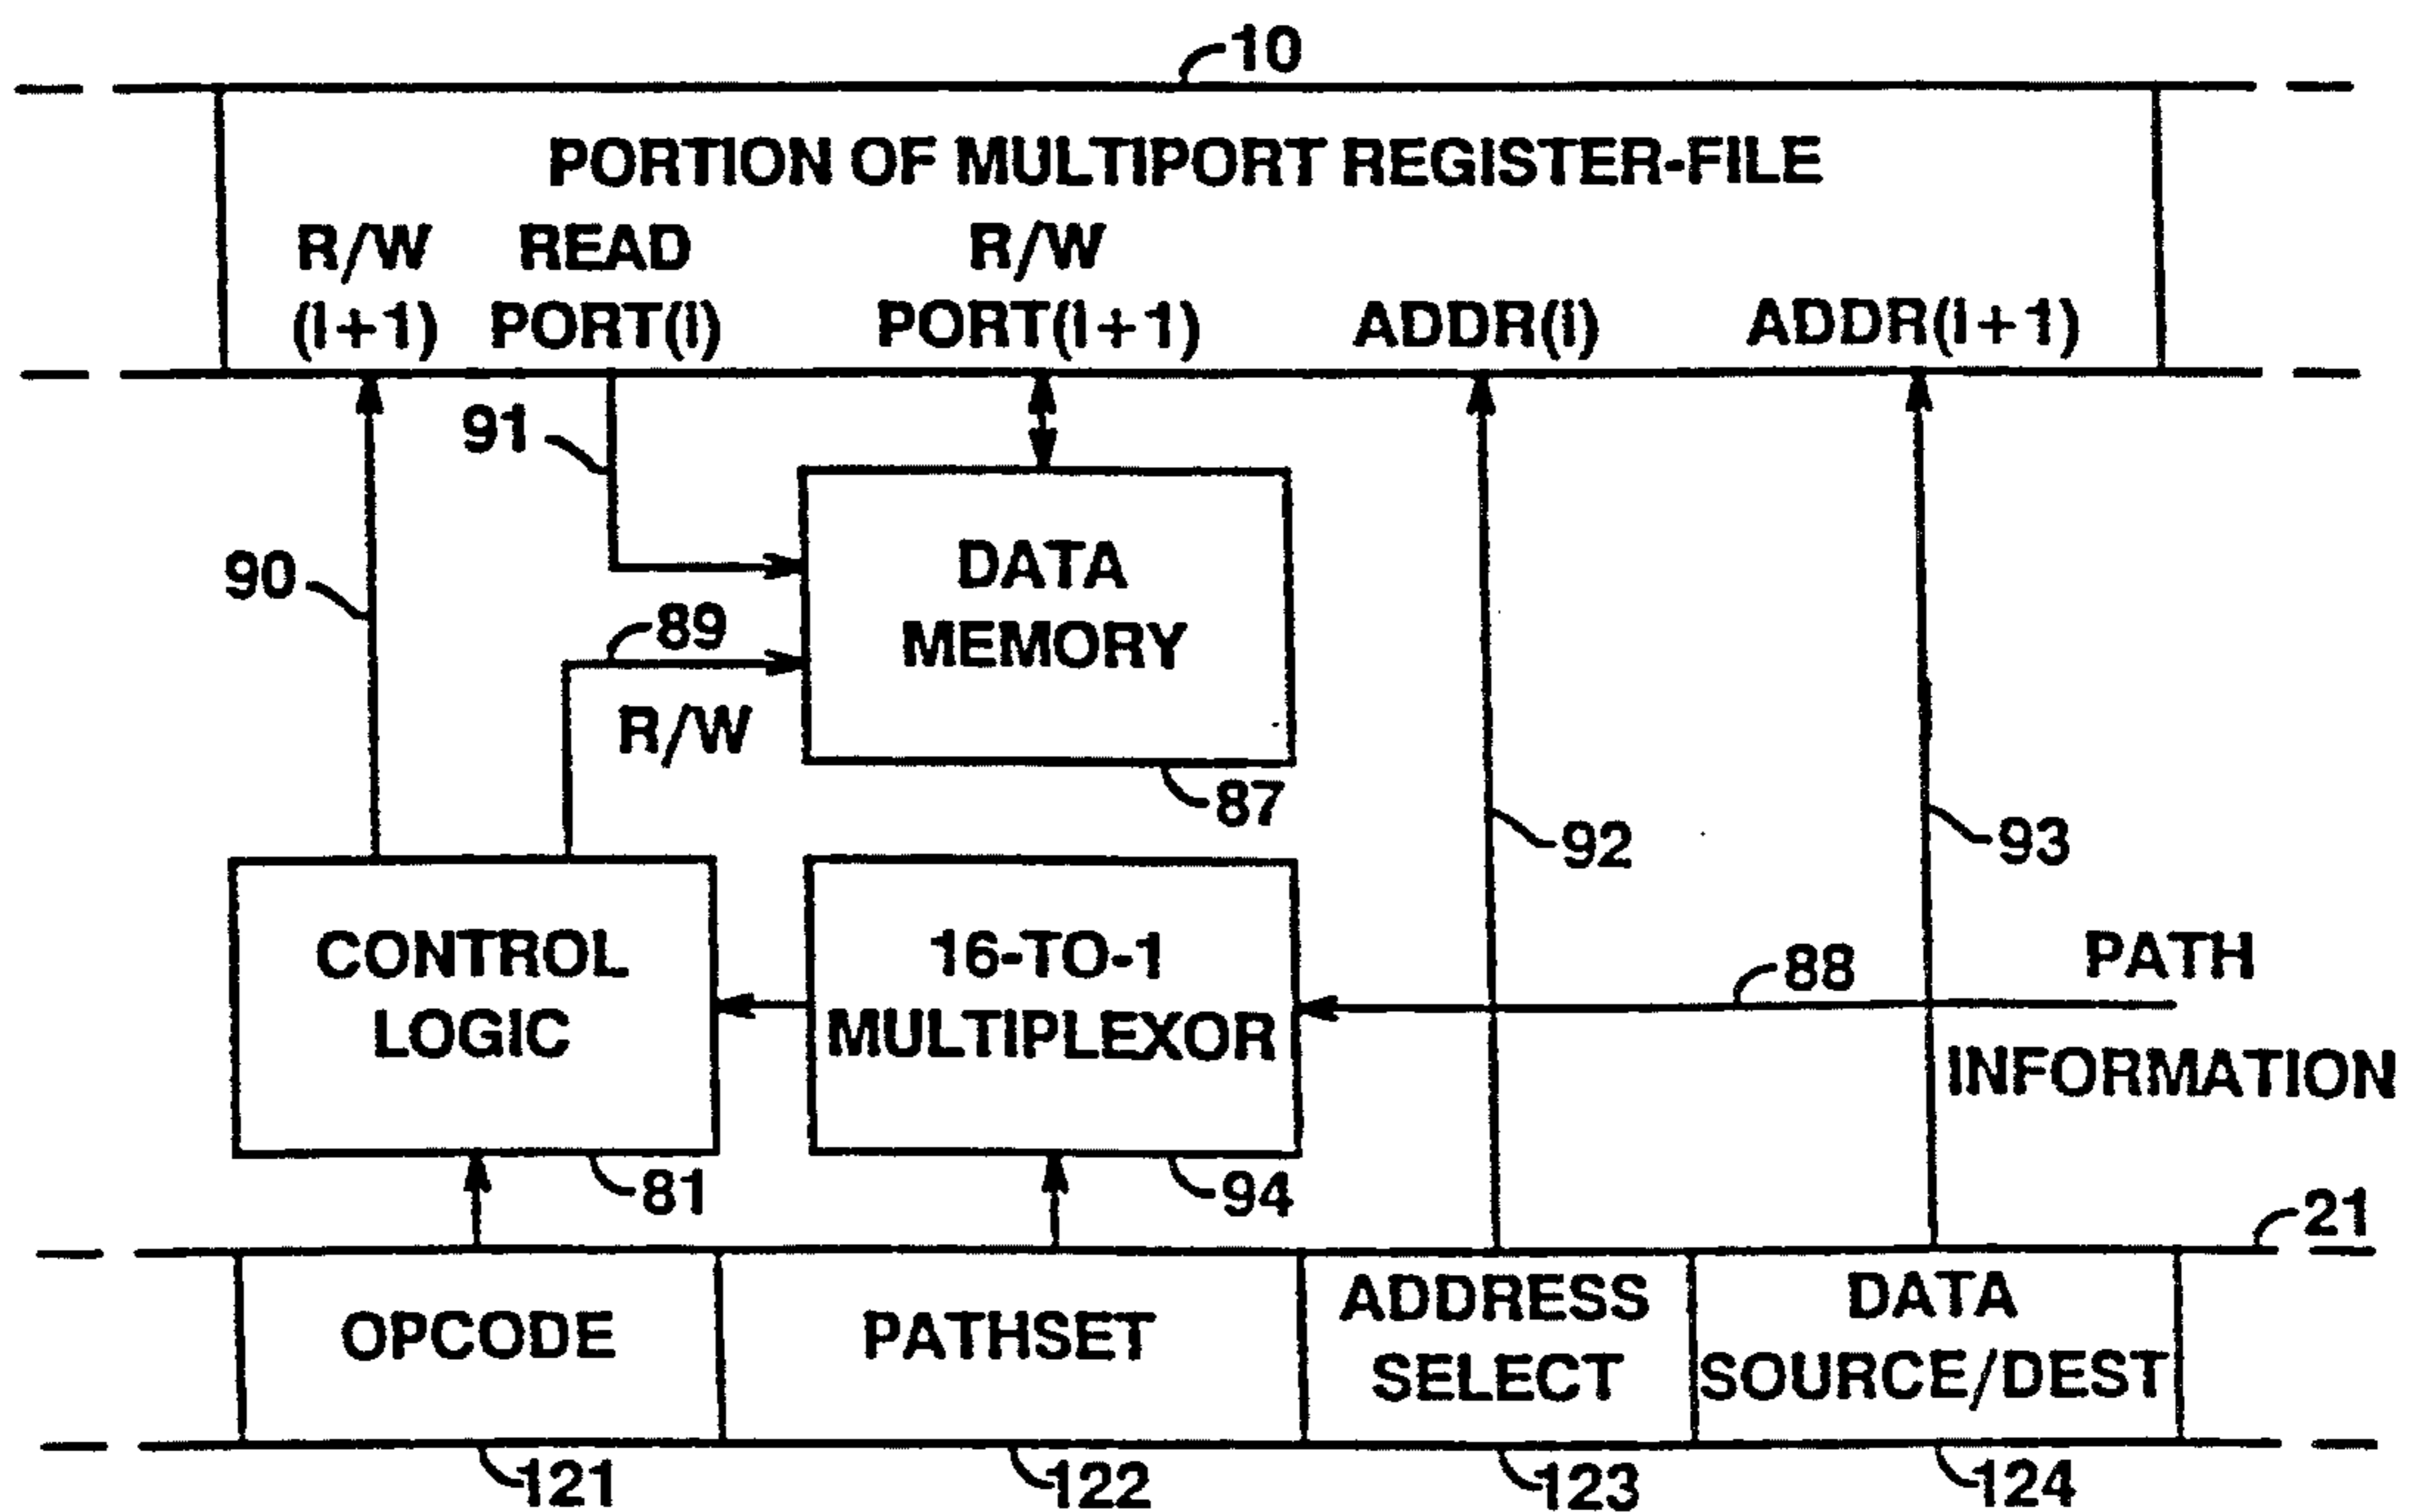 10
PORTION OF MULTIPORT REGISTER-FILE
R/W READ R/W
(i+1) PORT(i) PORT(i+1) ADDR(i) ADDR(i+1)
91
90
DATA
MEMORY
89
R/W
87
92
93
CONTROL
LOGIC
16-TO-1
MULTIPLEXOR
88
PATH
INFORMATION
81
94
21
OPCODE
PATHSET
ADDRESS
SELECT
DATA
SOURCE/DEST
121
122
123
124